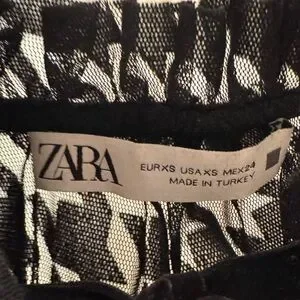 ZARA
EUR XS USA XS MEX 24
MADE IN TURKEY